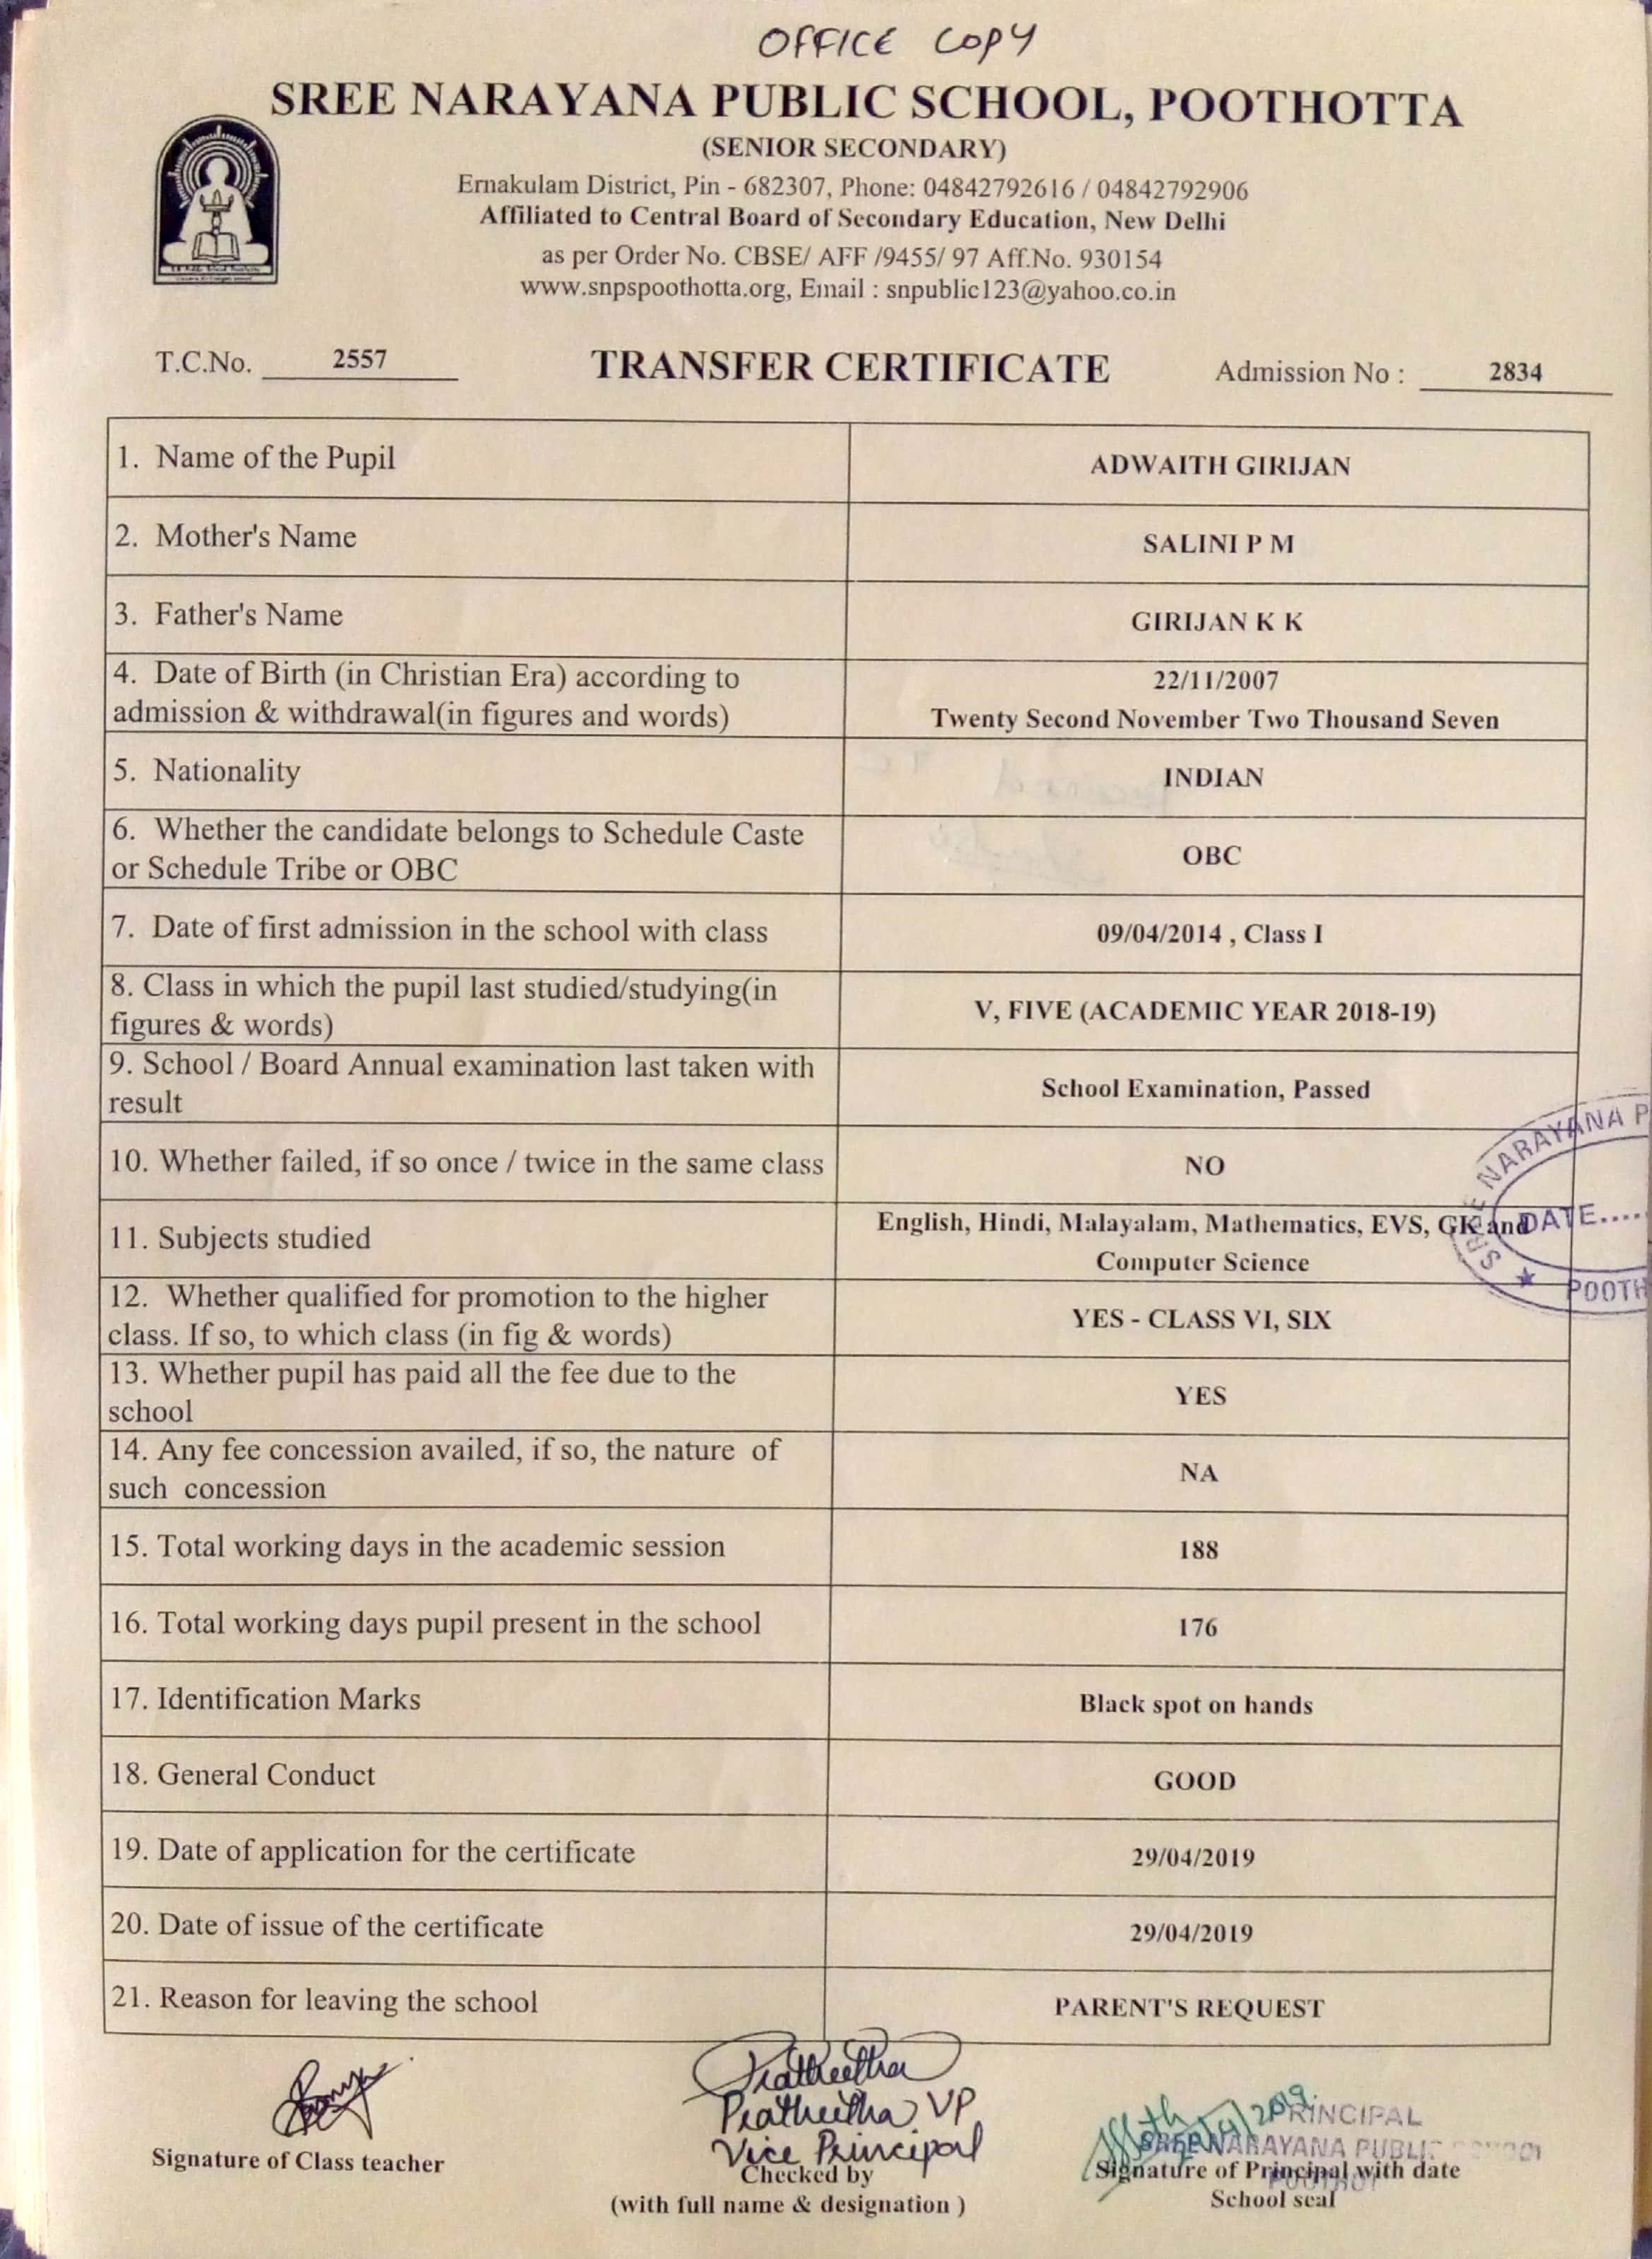 OFFICE COPY
SREE NARAYANA PUBLIC SCHOOL, POOTHOTTA
(SENIOR SECONDARY)
Ernakulam District, Pin - 682307, Phone: 04842792616 / 04842792906
Affiliated to Central Board of Secondary Education, New Delhi
as per Order No. CBSE/ AFF /9455/ 97 Aff.No. 930154
www.snpspoothotta.org, Email : snpublic123@yahoo.co.in
T.C.No. 2557 TRANSFER CERTIFICATE Admission No : 2834
1. Name of the Pupil ADWAITH GIRIJAN
2. Mother's Name SALINI P M
3. Father's Name GIRIJAN K K
4. Date of Birth (in Christian Era) according to
admission & withdrawal(in figures and words)
22/11/2007
Twenty Second November Two Thousand Seven
5. Nationality INDIAN
6. Whether the candidate belongs to Schedule Caste
or Schedule Tribe or OBC
OBC
7. Date of first admission in the school with class 09/04/2014 , Class I
8. Class in which the pupil last studied/studying(in
figures & words)
V, FIVE (ACADEMIC YEAR 2018-19)
9. School / Board Annual examination last taken with
result
School Examination, Passed
10. Whether failed, if so once / twice in the same class NO
11. Subjects studied
English, Hindi, Malayalam, Mathematics, EVS, GK and
Computer Science
SREE NARAYANA P
DATE.....
POOTH
12. Whether qualified for promotion to the higher
class. If so, to which class (in fig & words)
YES - CLASS VI, SIX
13. Whether pupil has paid all the fee due to the
school
YES
14. Any fee concession availed, if so, the nature of
such concession
NA
15. Total working days in the academic session 188
16. Total working days pupil present in the school 176
17. Identification Marks Black spot on hands
18. General Conduct GOOD
19. Date of application for the certificate 29/04/2019
20. Date of issue of the certificate 29/04/2019
21. Reason for leaving the school PARENT'S REQUEST
Pratheetha
Pratheetha VP
Vice Principal
PRINCIPAL
SREE NARAYANA PUBLIC SCHOOL
Signature of Class teacher
Checked by
(with full name & designation )
Signature of Principal with date
School seal